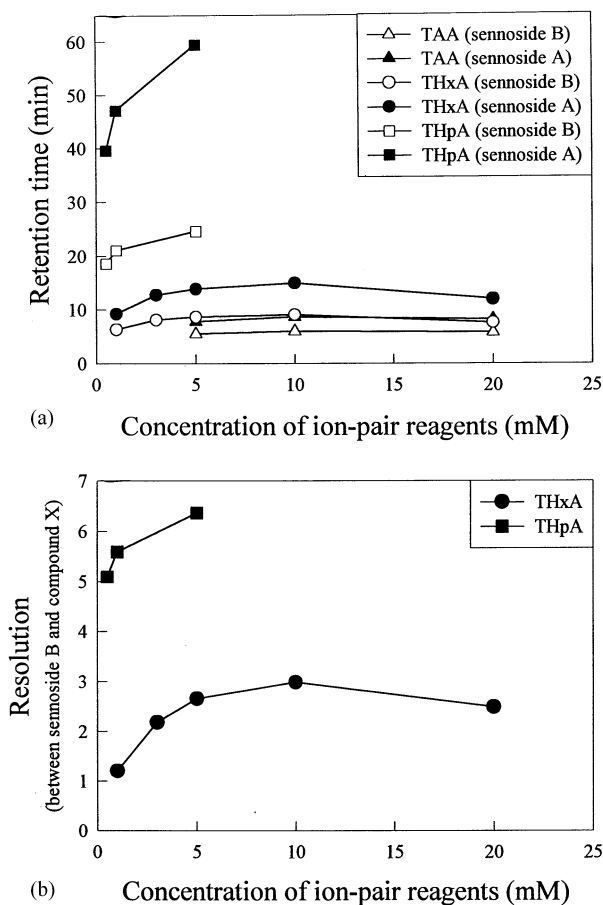 60
50
40
30
20
10
0
Retention time (min)
TAA (sennoside B)
TAA (sennoside A)
THxA (sennoside B)
THxA (sennoside A)
THpA (sennoside B)
THpA (sennoside A)
0 5 10 15 20 25
(a)
Concentration of ion-pair reagents (mM)
7
6
5
4
3
2
1
0
Resolution
(between sennoside B and compound X)
THxA
THpA
0 5 10 15 20 25
(b)
Concentration of ion-pair reagents (mM)